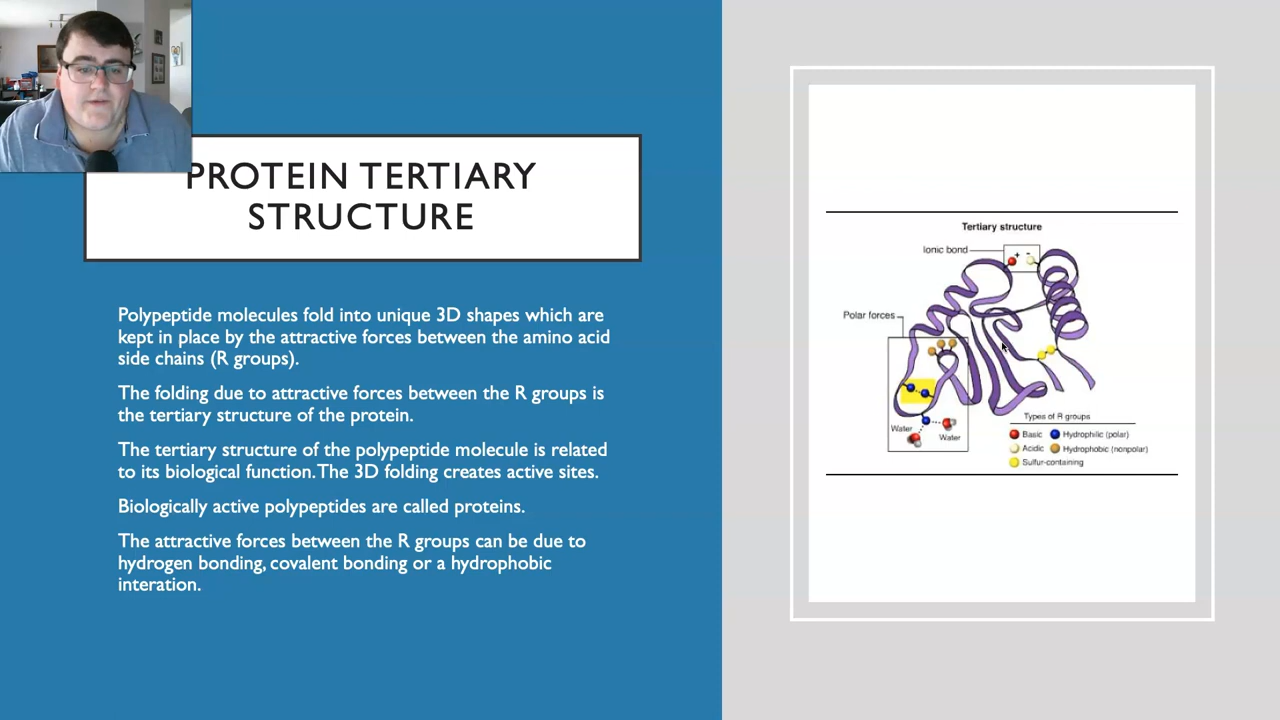 PROTEIN TERTIARY
STRUCTURE
Polypeptide molecules fold into unique 3D shapes which are
kept in place by the attractive forces between the amino acid
side chains (R groups).
The folding due to attractive forces between the R groups is
the tertiary structure of the protein.
The tertiary structure of the polypeptide molecule is related
to its biological function. The 3D folding creates active sites.
Biologically active polypeptides are called proteins.
The attractive forces between the R groups can be due to
hydrogen bonding, covalent bonding or a hydrophobic
interation.
Tertiary structure
Ionic bond
+ -
Polar forces
Water
Water
Types of R groups
Basic Hydrophilic (polar)
Acidic Hydrophobic (nonpolar)
Sulfur-containing